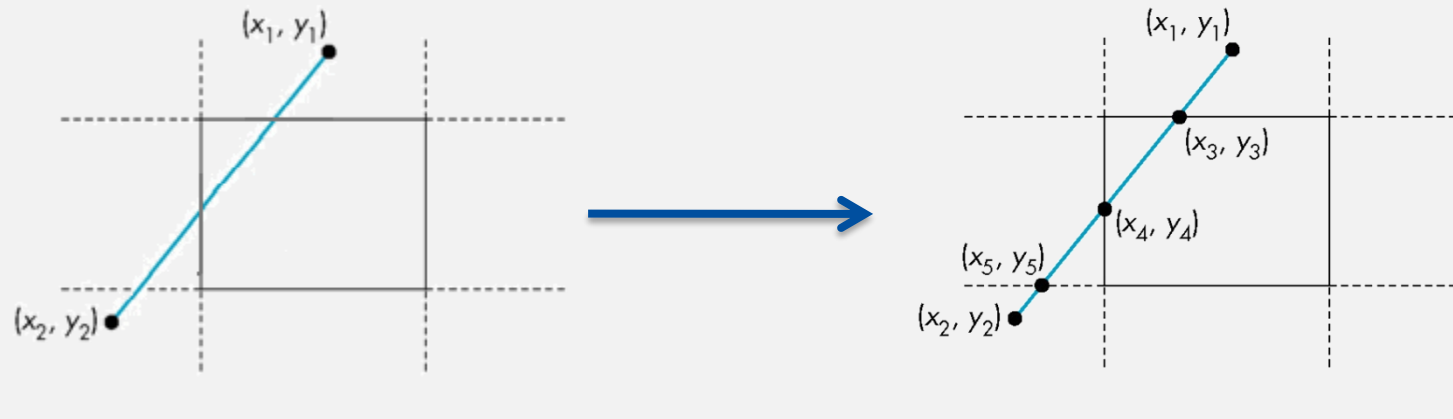 (x₁, y₁)
(x₂, y₂)
(x₁, y₁)
(x₃, y₃)
(x₄, y₄)
(x₅, y₅)
(x₂, y₂)